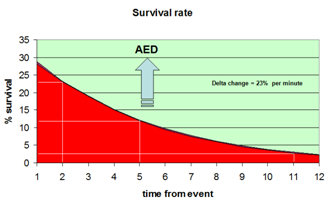 Survival rate
AED
Delta change = 23% per minute
% survival
35
30
25
20
15
10
5
0
1 2 3 4 5 6 7 8 9 10 11 12
time from event